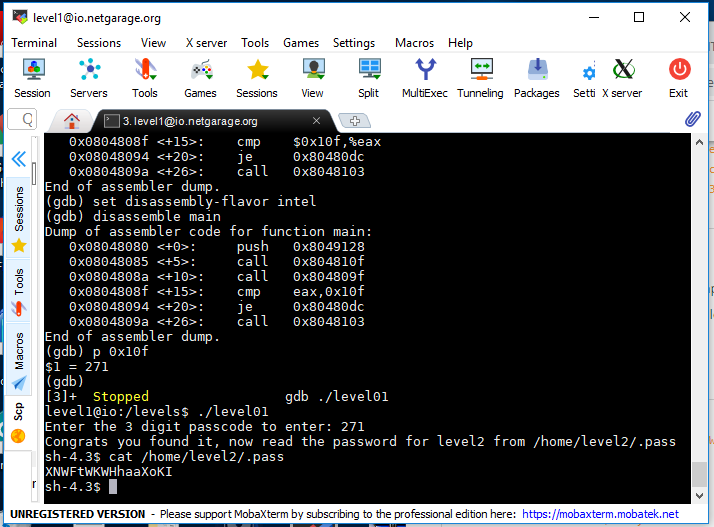 level1@io.netgarage.org
Terminal Sessions View X server Tools Games Settings Macros Help
Session Servers Tools Games Sessions View Split MultiExec Tunneling Packages Setti X server Exit
Q
3. level1@io.netgarage.org
Sessions
Tools
Macros
Scp
   0x0804808f <+15>:    cmp    $0x10f,%eax
   0x08048094 <+20>:    je     0x80480dc
   0x0804809a <+26>:    call   0x8048103
End of assembler dump.
(gdb) set disassembly-flavor intel
(gdb) disassemble main
Dump of assembler code for function main:
   0x08048080 <+0>:     push   0x8049128
   0x08048085 <+5>:     call   0x804810f
   0x0804808a <+10>:    call   0x804809f
   0x0804808f <+15>:    cmp    eax,0x10f
   0x08048094 <+20>:    je     0x80480dc
   0x0804809a <+26>:    call   0x8048103
End of assembler dump.
(gdb) p 0x10f
$1 = 271
(gdb)
[3]+  Stopped                 gdb ./level01
level1@io:/levels$ ./level01
Enter the 3 digit passcode to enter: 271
Congrats you found it, now read the password for level2 from /home/level2/.pass
sh-4.3$ cat /home/level2/.pass
XNWFtWKWHhaaXoKI
sh-4.3$
UNREGISTERED VERSION - Please support MobaXterm by subscribing to the professional edition here: https://mobaxterm.mobatek.net